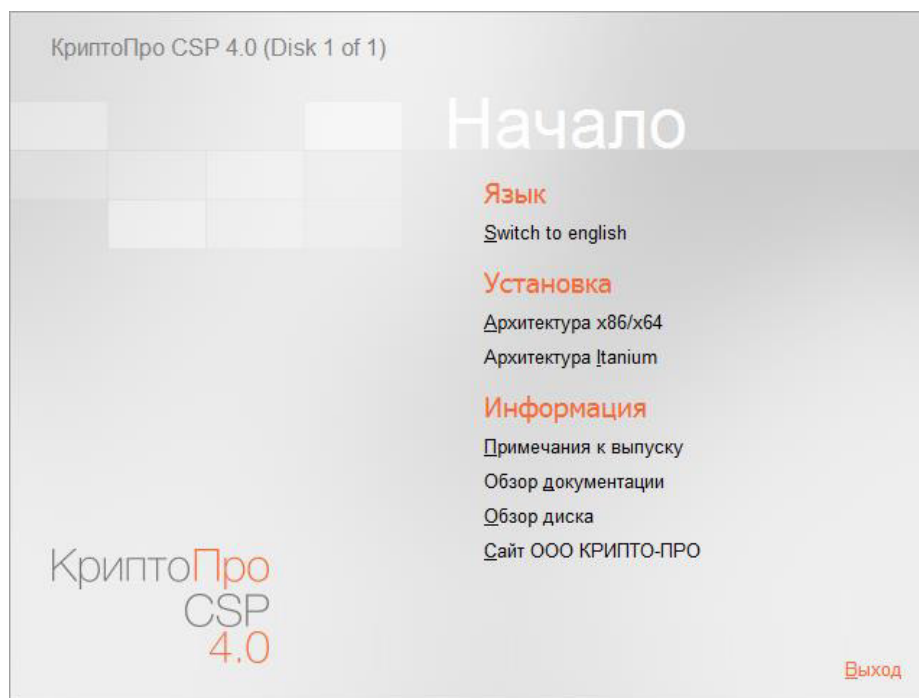 КриптоПро CSP 4.0 (Disk 1 of 1)
Начало
Язык
Switch to english
Установка
Архитектура x86/x64
Архитектура Itanium
Информация
Примечания к выпуску
Обзор документации
Обзор диска
Сайт ООО КРИПТО-ПРО
КриптоПро
CSP
4.0
Выход